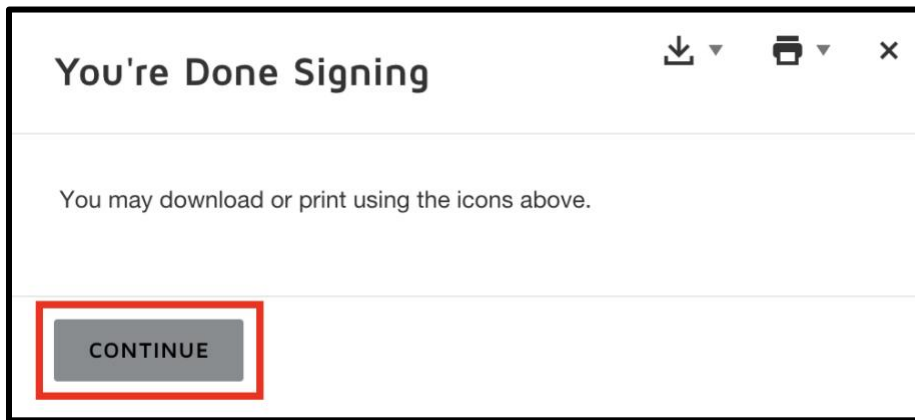 You're Done Signing
You may download or print using the icons above.
CONTINUE